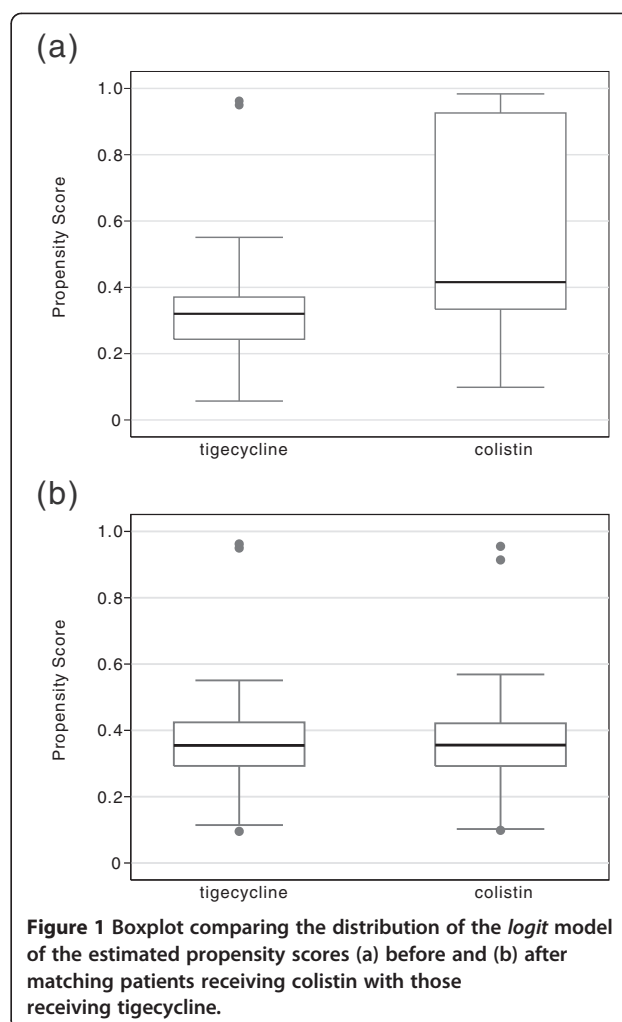 (a)
1.0
0.8
0.6
0.4
0.2
0
Propensity Score
tigecycline colistin
(b)
1.0
0.8
0.6
0.4
0.2
0
Propensity Score
tigecycline colistin
Figure 1 Boxplot comparing the distribution of the logit model
of the estimated propensity scores (a) before and (b) after
matching patients receiving colistin with those
receiving tigecycline.